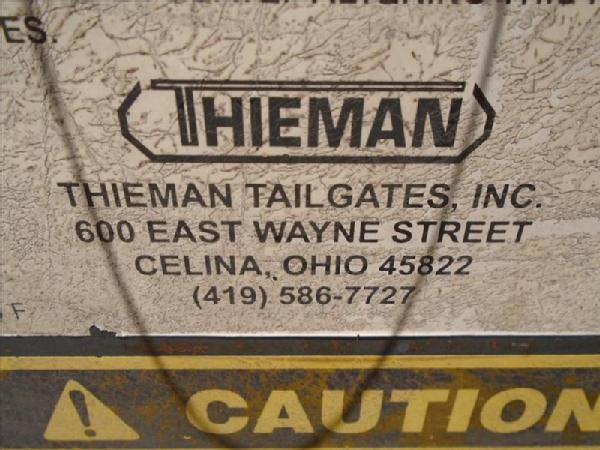 ES.
THIEMAN
THIEMAN TAILGATES, INC.
600 EAST WAYNE STREET
CELINA, OHIO 45822
(419) 586-7727
F
CAUTION